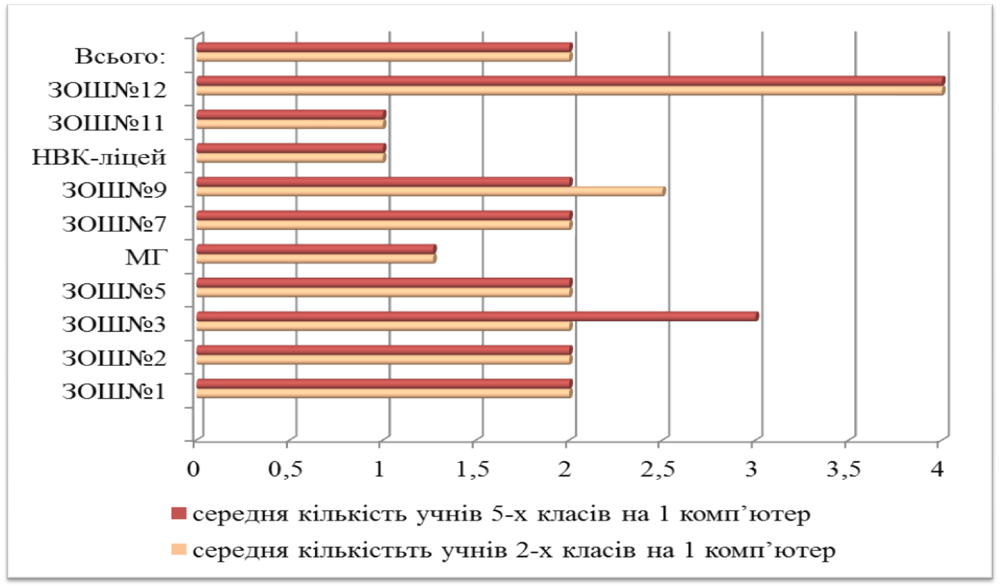 Всього:
ЗОШ№12
ЗОШ№11
НВК-ліцей
ЗОШ№9
ЗОШ№7
МГ
ЗОШ№5
ЗОШ№3
ЗОШ№2
ЗОШ№1
0 0,5 1 1,5 2 2,5 3 3,5 4
середня кількість учнів 5-х класів на 1 комп’ютер
середня кількістьть учнів 2-х класів на 1 комп’ютер